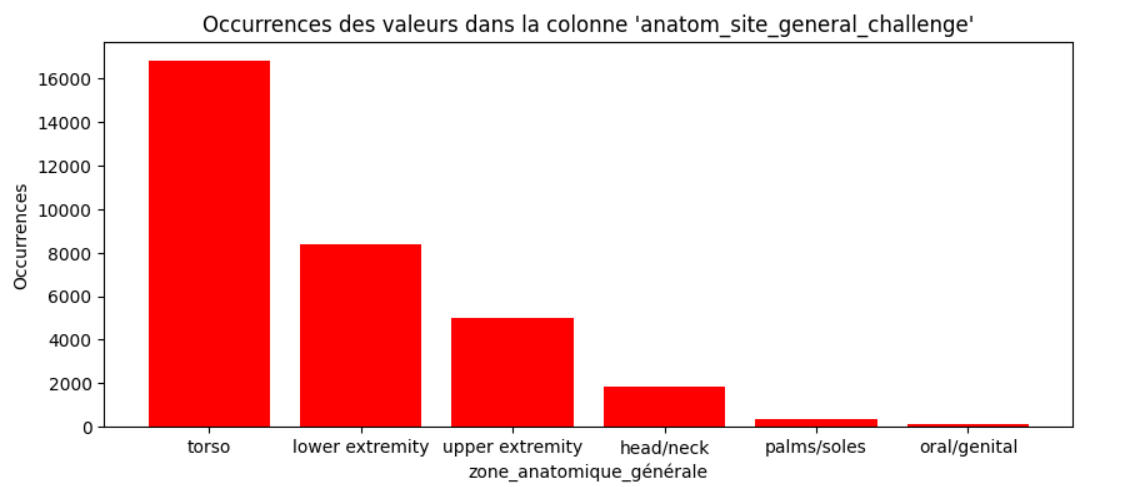 Occurrences des valeurs dans la colonne 'anatom_site_general_challenge'
Occurrences
16000
14000
12000
10000
8000
6000
4000
2000
0
torso lower extremity upper extremity head/neck palms/soles oral/genital
zone_anatomique_générale